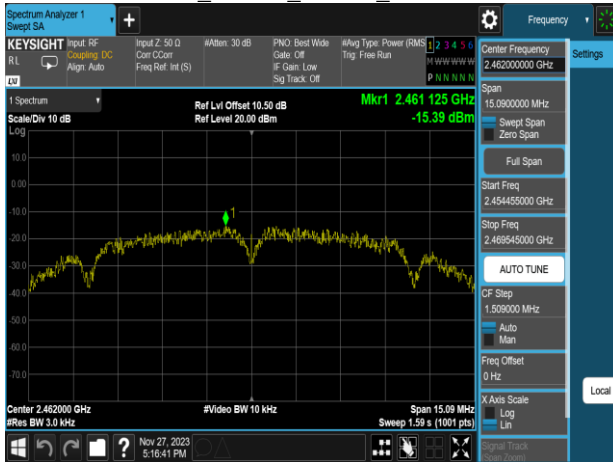 Spectrum Analyzer 1
Swept SA
Frequency
KEYSIGHT
RL
LXI
Input: RF
Coupling: DC
Align: Auto
Input Z: 50 Ω
Corr CCorr
Freq Ref: Int (S)
#Atten: 30 dB
PNO: Best Wide
Gate: Off
IF Gain: Low
Sig Track: Off
#Avg Type: Power (RMS
Trig: Free Run
1 2 3 4 5 6
M W W W W W
P N N N N N
Center Frequency
2.462000000 GHz
Settings
Span
15.0900000 MHz
Swept Span
Zero Span
Full Span
Start Freq
2.454455000 GHz
Stop Freq
2.469545000 GHz
AUTO TUNE
CF Step
1.509000 MHz
Auto
Man
Freq Offset
0 Hz
X Axis Scale
Log
Lin
Signal Track
(Span Zoom)
Local
1 Spectrum
Scale/Div 10 dB
Log
Ref Lvl Offset 10.50 dB
Ref Level 20.00 dBm
Mkr1 2.461 125 GHz
-15.39 dBm
10.0
0.00
-10.0
-20.0
-30.0
-40.0
-50.0
-60.0
-70.0
1
Center 2.462000 GHz
#Res BW 3.0 kHz
#Video BW 10 kHz
Span 15.09 MHz
Sweep 1.59 s (1001 pts)
?
Nov 27, 2023
5:16:41 PM